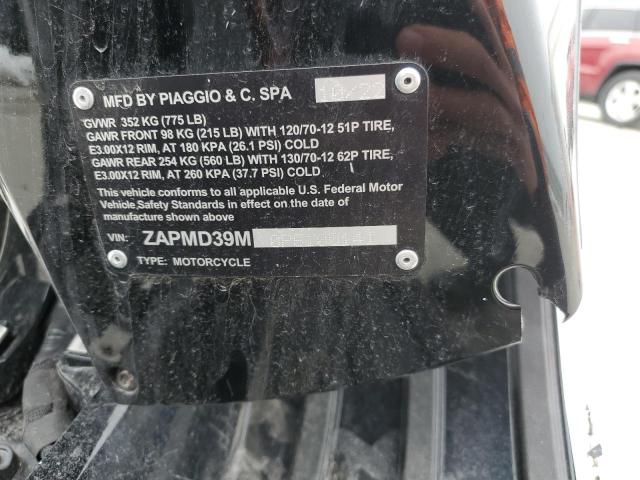 MFD BY PIAGGIO & C. SPA 10/22
GVWR 352 KG (775 LB)
GAWR FRONT 98 KG (215 LB) WITH 120/70-12 51P TIRE,
E3.00X12 RIM, AT 180 KPA (26.1 PSI) COLD
GAWR REAR 254 KG (560 LB) WITH 130/70-12 62P TIRE,
E3.00X12 RIM, AT 260 KPA (37.7 PSI) COLD
This vehicle conforms to all applicable U.S. Federal Motor
Vehicle Safety Standards in effect on the date of
manufacture shown above
VIN: ZAPMD39M
TYPE: MOTORCYCLE